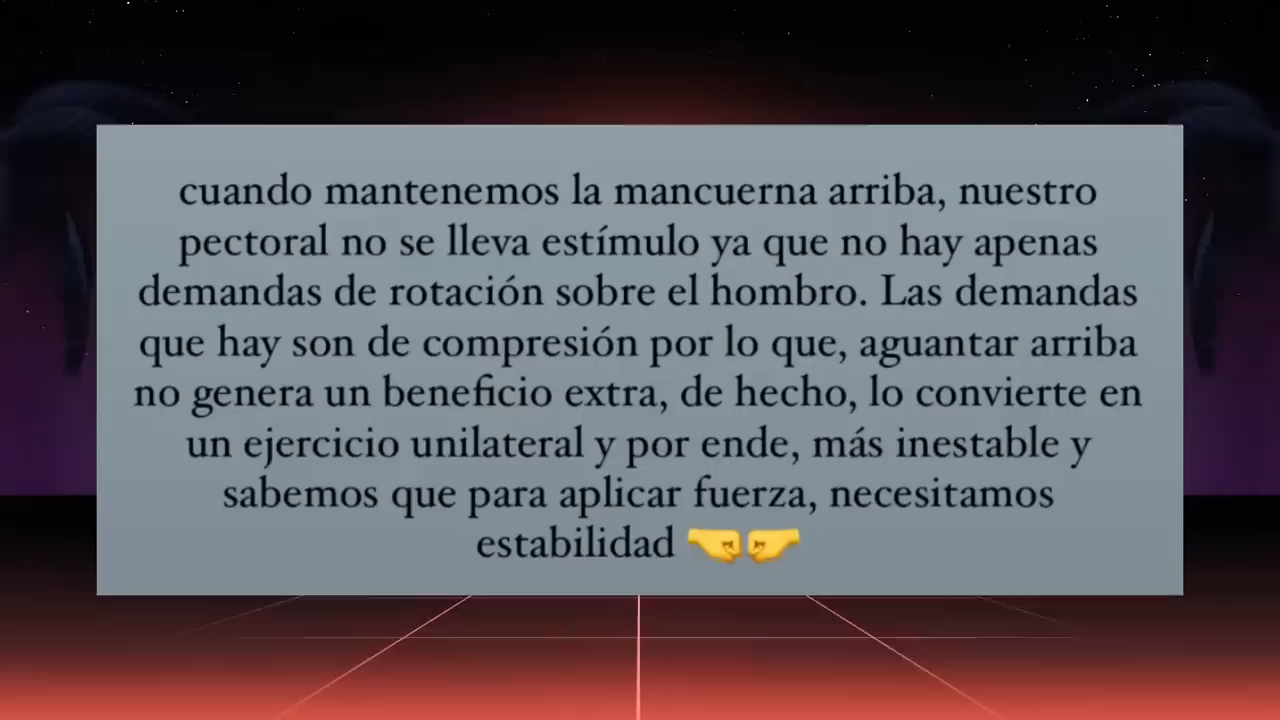 cuando mantenemos la mancuerna arriba, nuestro
pectoral no se lleva estímulo ya que no hay apenas
demandas de rotación sobre el hombro. Las demandas
que hay son de compresión por lo que, aguantar arriba
no genera un beneficio extra, de hecho, lo convierte en
un ejercicio unilateral y por ende, más inestable y
sabemos que para aplicar fuerza, necesitamos
estabilidad 🤜🤛